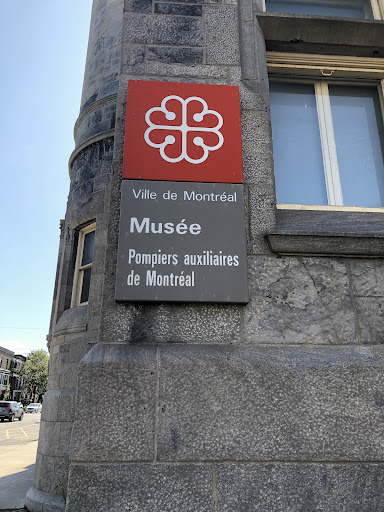 Ville de Montréal
Musée
Pompiers auxiliaires
de Montréal